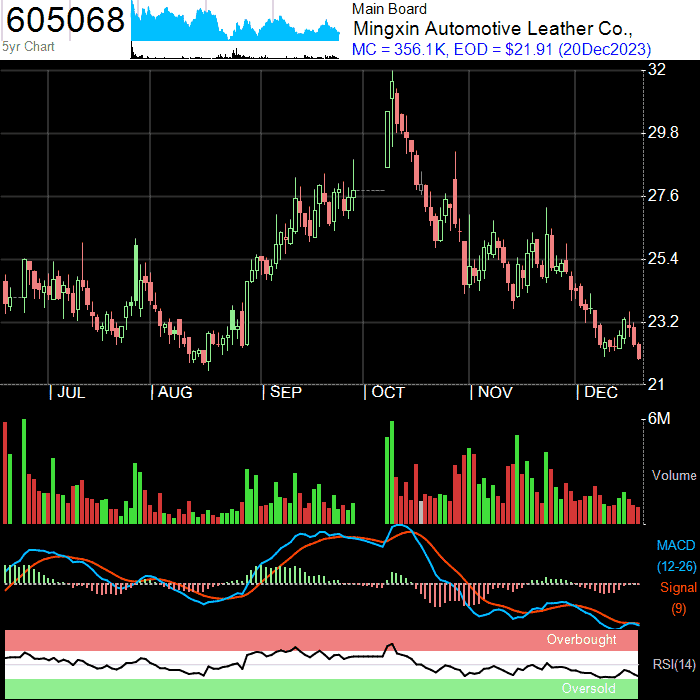 605068
5yr Chart
Main Board
Mingxin Automotive Leather Co.,
MC = 356.1K, EOD = $21.91 (20Dec2023)
32
29.8
27.6
25.4
23.2
21
| JUL | AUG | SEP | OCT | NOV | DEC
6M
Volume
MACD
(12-26)
Signal
(9)
Overbought
RSI(14)
Oversold